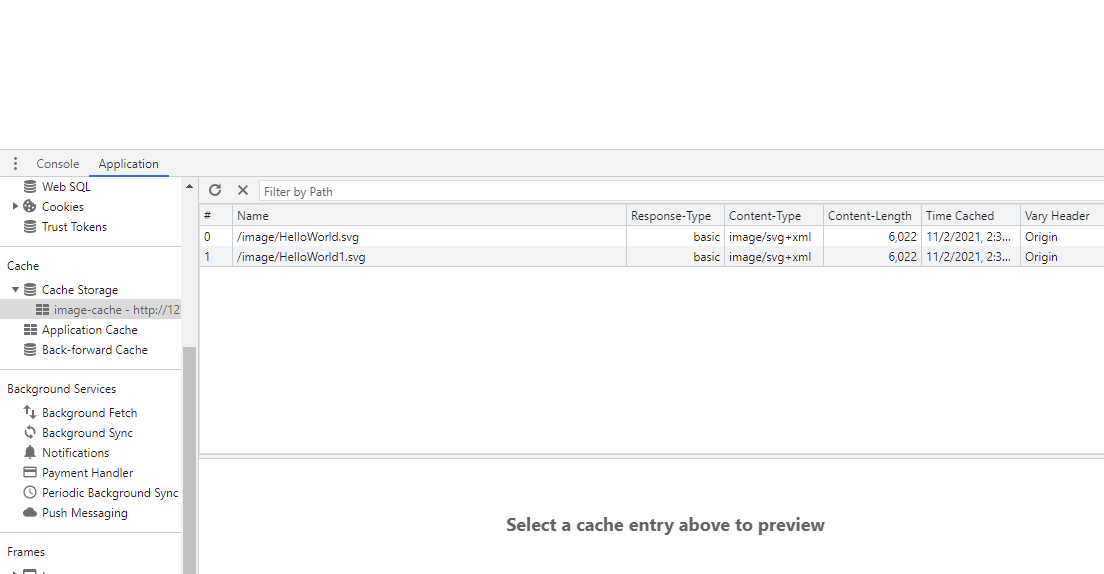 Console Application
Web SQL
Cookies
Trust Tokens
Cache
Cache Storage
image-cache - http://12
Application Cache
Back-forward Cache
Background Services
Background Fetch
Background Sync
Notifications
Payment Handler
Periodic Background Sync
Push Messaging
Frames
Filter by Path
# Name Response-Type Content-Type Content-Length Time Cached Vary Header
0 /image/HelloWorld.svg basic image/svg+xml 6,022 11/2/2021, 2:3... Origin
1 /image/HelloWorld1.svg basic image/svg+xml 6,022 11/2/2021, 2:3... Origin
Select a cache entry above to preview